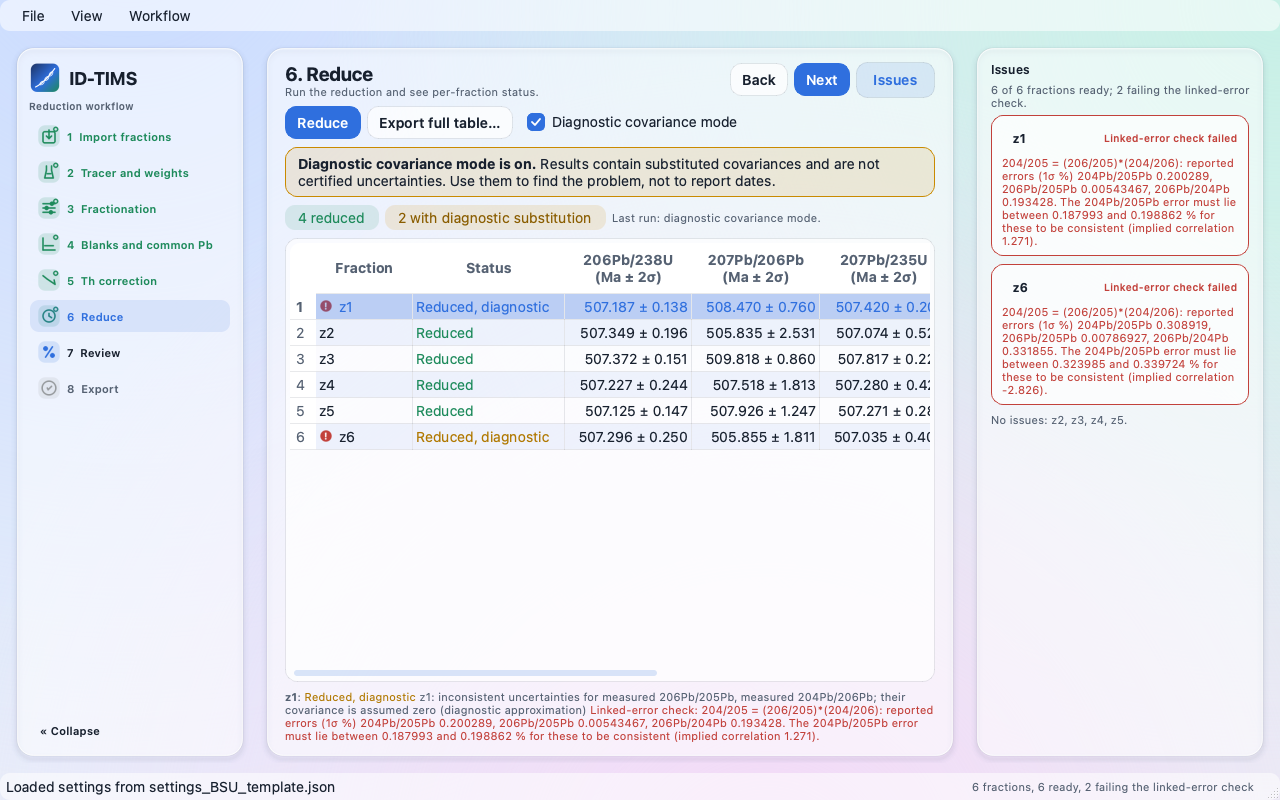 File View Workflow
ID-TIMS
Reduction workflow
1 Import fractions
2 Tracer and weights
3 Fractionation
4 Blanks and common Pb
5 Th correction
6 Reduce
7 Review
8 Export
« Collapse
6. Reduce
Run the reduction and see per-fraction status.
Back Next Issues
Reduce Export full table... Diagnostic covariance mode
Diagnostic covariance mode is on. Results contain substituted covariances and are not
certified uncertainties. Use them to find the problem, not to report dates.
4 reduced 2 with diagnostic substitution Last run: diagnostic covariance mode.
Fraction Status 206Pb/238U (Ma ± 2σ) 207Pb/206Pb (Ma ± 2σ) 207Pb/235U (Ma ± 2σ)
1 z1 Reduced, diagnostic 507.187 ± 0.138 508.470 ± 0.760 507.420 ± 0.20
2 z2 Reduced 507.349 ± 0.196 505.835 ± 2.531 507.074 ± 0.52
3 z3 Reduced 507.372 ± 0.151 509.818 ± 0.860 507.817 ± 0.22
4 z4 Reduced 507.227 ± 0.244 507.518 ± 1.813 507.280 ± 0.42
5 z5 Reduced 507.125 ± 0.147 507.926 ± 1.247 507.271 ± 0.28
6 z6 Reduced, diagnostic 507.296 ± 0.250 505.855 ± 1.811 507.035 ± 0.40
z1: Reduced, diagnostic z1: inconsistent uncertainties for measured 206Pb/205Pb, measured 204Pb/206Pb; their
covariance is assumed zero (diagnostic approximation) Linked-error check: 204/205 = (206/205)*(204/206): reported
errors (1σ %) 204Pb/205Pb 0.200289, 206Pb/205Pb 0.00543467, 206Pb/204Pb 0.193428. The 204Pb/205Pb error
must lie between 0.187993 and 0.198862 % for these to be consistent (implied correlation 1.271).
Issues
6 of 6 fractions ready; 2 failing the linked-error
check.
z1 Linked-error check failed
204/205 = (206/205)*(204/206): reported
errors (1σ %) 204Pb/205Pb 0.200289,
206Pb/205Pb 0.00543467, 206Pb/204Pb
0.193428. The 204Pb/205Pb error must lie
between 0.187993 and 0.198862 % for
these to be consistent (implied correlation
1.271).
z6 Linked-error check failed
204/205 = (206/205)*(204/206): reported
errors (1σ %) 204Pb/205Pb 0.308919,
206Pb/205Pb 0.00786927, 206Pb/204Pb
0.331855. The 204Pb/205Pb error must lie
between 0.323985 and 0.339724 % for
these to be consistent (implied correlation
-2.826).
No issues: z2, z3, z4, z5.
Loaded settings from settings_BSU_template.json
6 fractions, 6 ready, 2 failing the linked-error check